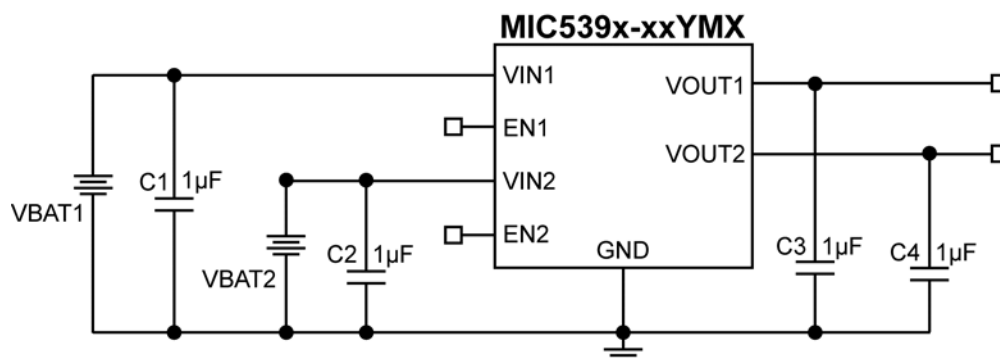 MIC539x-xxYMX
VIN1
VOUT1
EN1
VOUT2
C1 1µF
VIN2
VBAT1
EN2
C2 1µF
GND
C3 1µF
C4 1µF
VBAT2